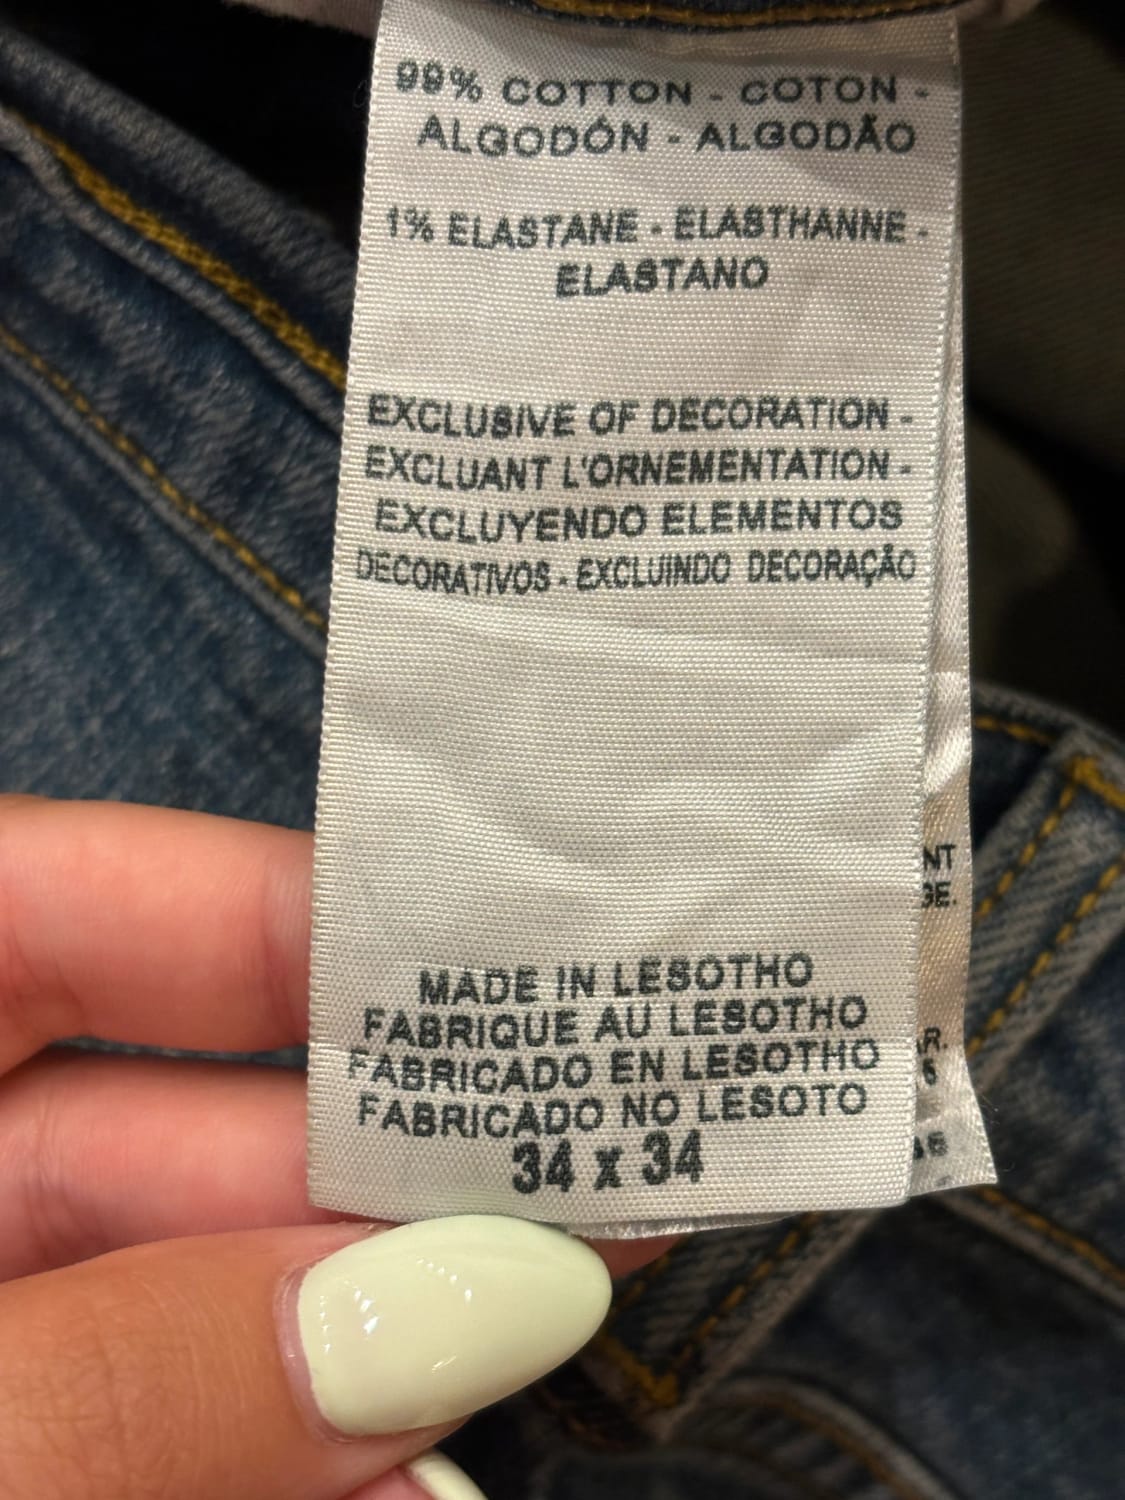 99% COTTON - COTON -
ALGODÓN - ALGODÃO
1% ELASTANE - ELASTHANNE -
ELASTANO
EXCLUSIVE OF DECORATION -
EXCLUANT L'ORNEMENTATION -
EXCLUYENDO ELEMENTOS
DECORATIVOS - EXCLUINDO DECORAÇÃO
MADE IN LESOTHO
FABRIQUE AU LESOTHO
FABRICADO EN LESOTHO
FABRICADO NO LESOTO
34 x 34